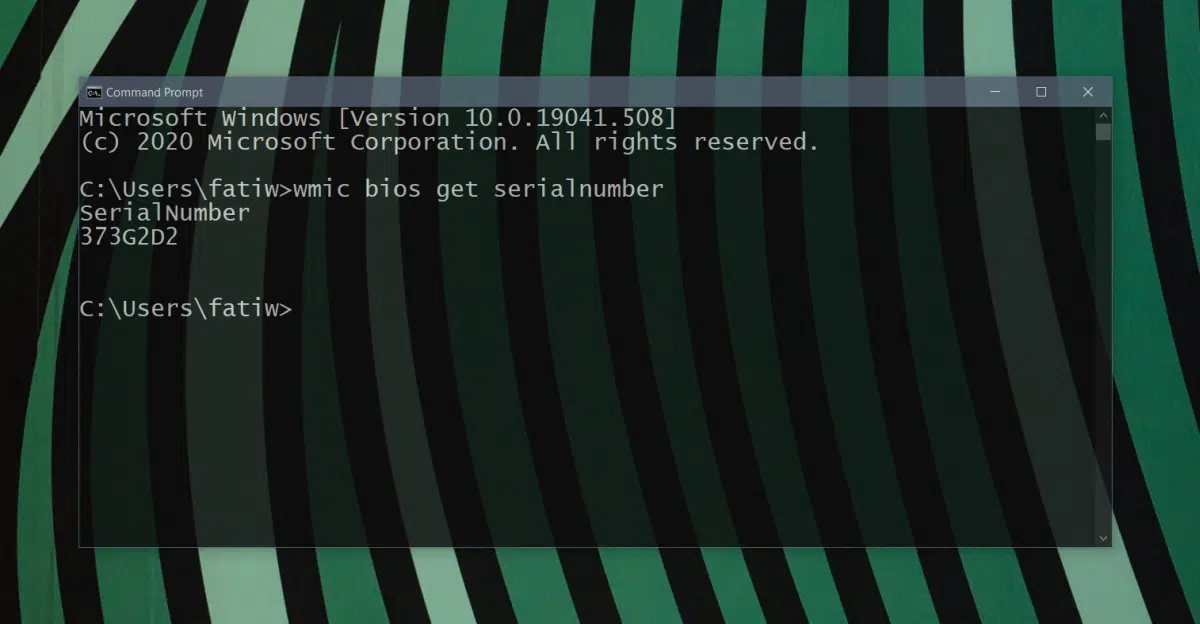 Command Prompt
Microsoft Windows [Version 10.0.19041.508]
(c) 2020 Microsoft Corporation. All rights reserved.
C:\Users\fatiw>wmic bios get serialnumber
SerialNumber
373G2D2
C:\Users\fatiw>